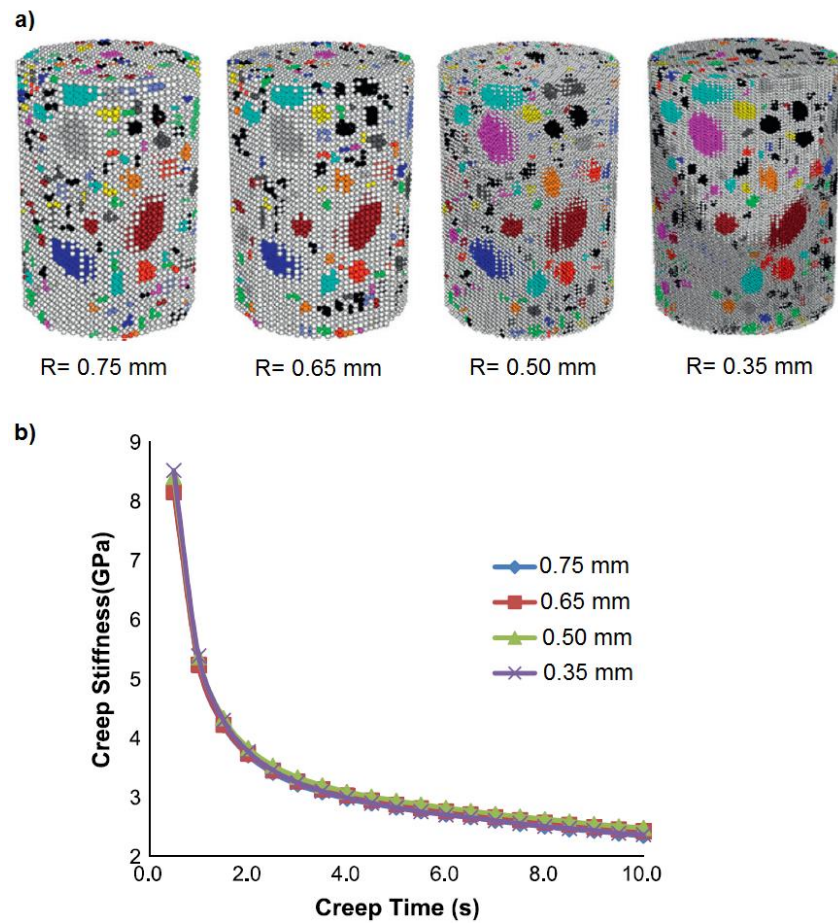 a)
R= 0.75 mm
R= 0.65 mm
R= 0.50 mm
R= 0.35 mm
b)
9
8
7
6
5
4
3
2
Creep Stiffness(GPa)
0.75 mm
0.65 mm
0.50 mm
0.35 mm
0.0
2.0
4.0
6.0
8.0
10.0
Creep Time (s)